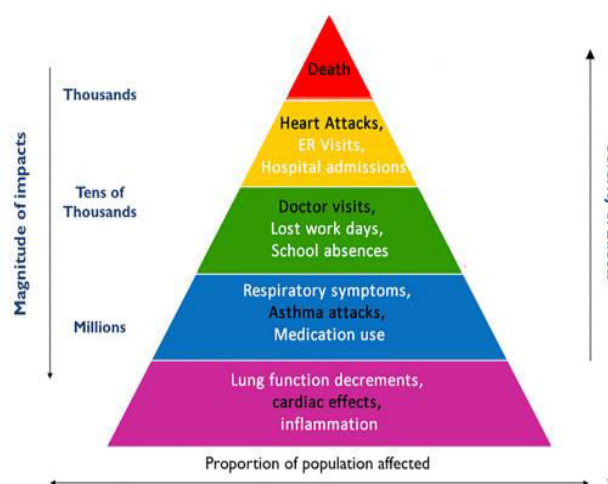 Death
Thousands
Heart Attacks,
ER Visits,
Hospital admissions
Tens of
Thousands
Doctor visits,
Lost work days,
School absences
Magnitude of impacts
Respiratory symptoms,
Asthma attacks,
Medication use
Millions
Lung function decrements,
cardiac effects,
inflammation
Proportion of population affected